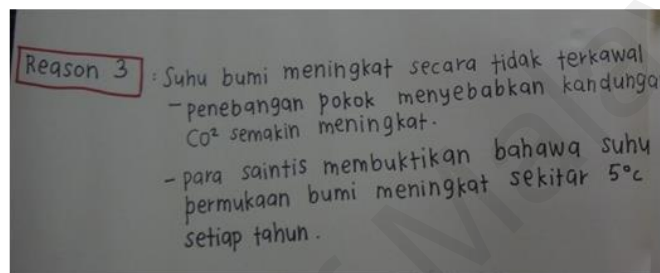 Reason 3 : Suhu bumi meningkat secara tidak terkawal
- penebangan pokok menyebabkan kandunga
CO² semakin meningkat.
- para saintis membuktikan bahawa suhu
permukaan bumi meningkat sekitar 5°c
setiap tahun.